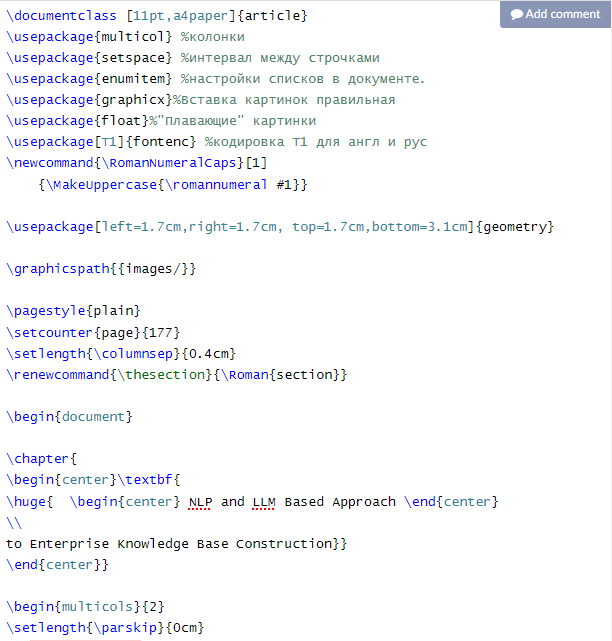 \documentclass [11pt,a4paper]{article}
Add comment
\usepackage{multicol} %колонки
\usepackage{setspace} %интервал между строчками
\usepackage{enumitem} %настройки списков в документе.
\usepackage{graphicx}%Вставка картинок правильная
\usepackage{float}%"Плавающие" картинки
\usepackage[T1]{fontenc} %кодировка Т1 для англ и рус
\newcommand{\RomanNumeralCaps}[1]
    {\MakeUppercase{\romannumeral #1}}
\usepackage[left=1.7cm,right=1.7cm, top=1.7cm,bottom=3.1cm]{geometry}
\graphicspath{{images/}}
\pagestyle{plain}
\setcounter{page}{177}
\setlength{\columnsep}{0.4cm}
\renewcommand{\thesection}{\Roman{section}}
\begin{document}
\chapter{
\begin{center}\textbf{
\huge{  \begin{center} NLP and LLM Based Approach \end{center}
\\
to Enterprise Knowledge Base Construction}}
\end{center}}
\begin{multicols}{2}
\setlength{\parskip}{0cm}